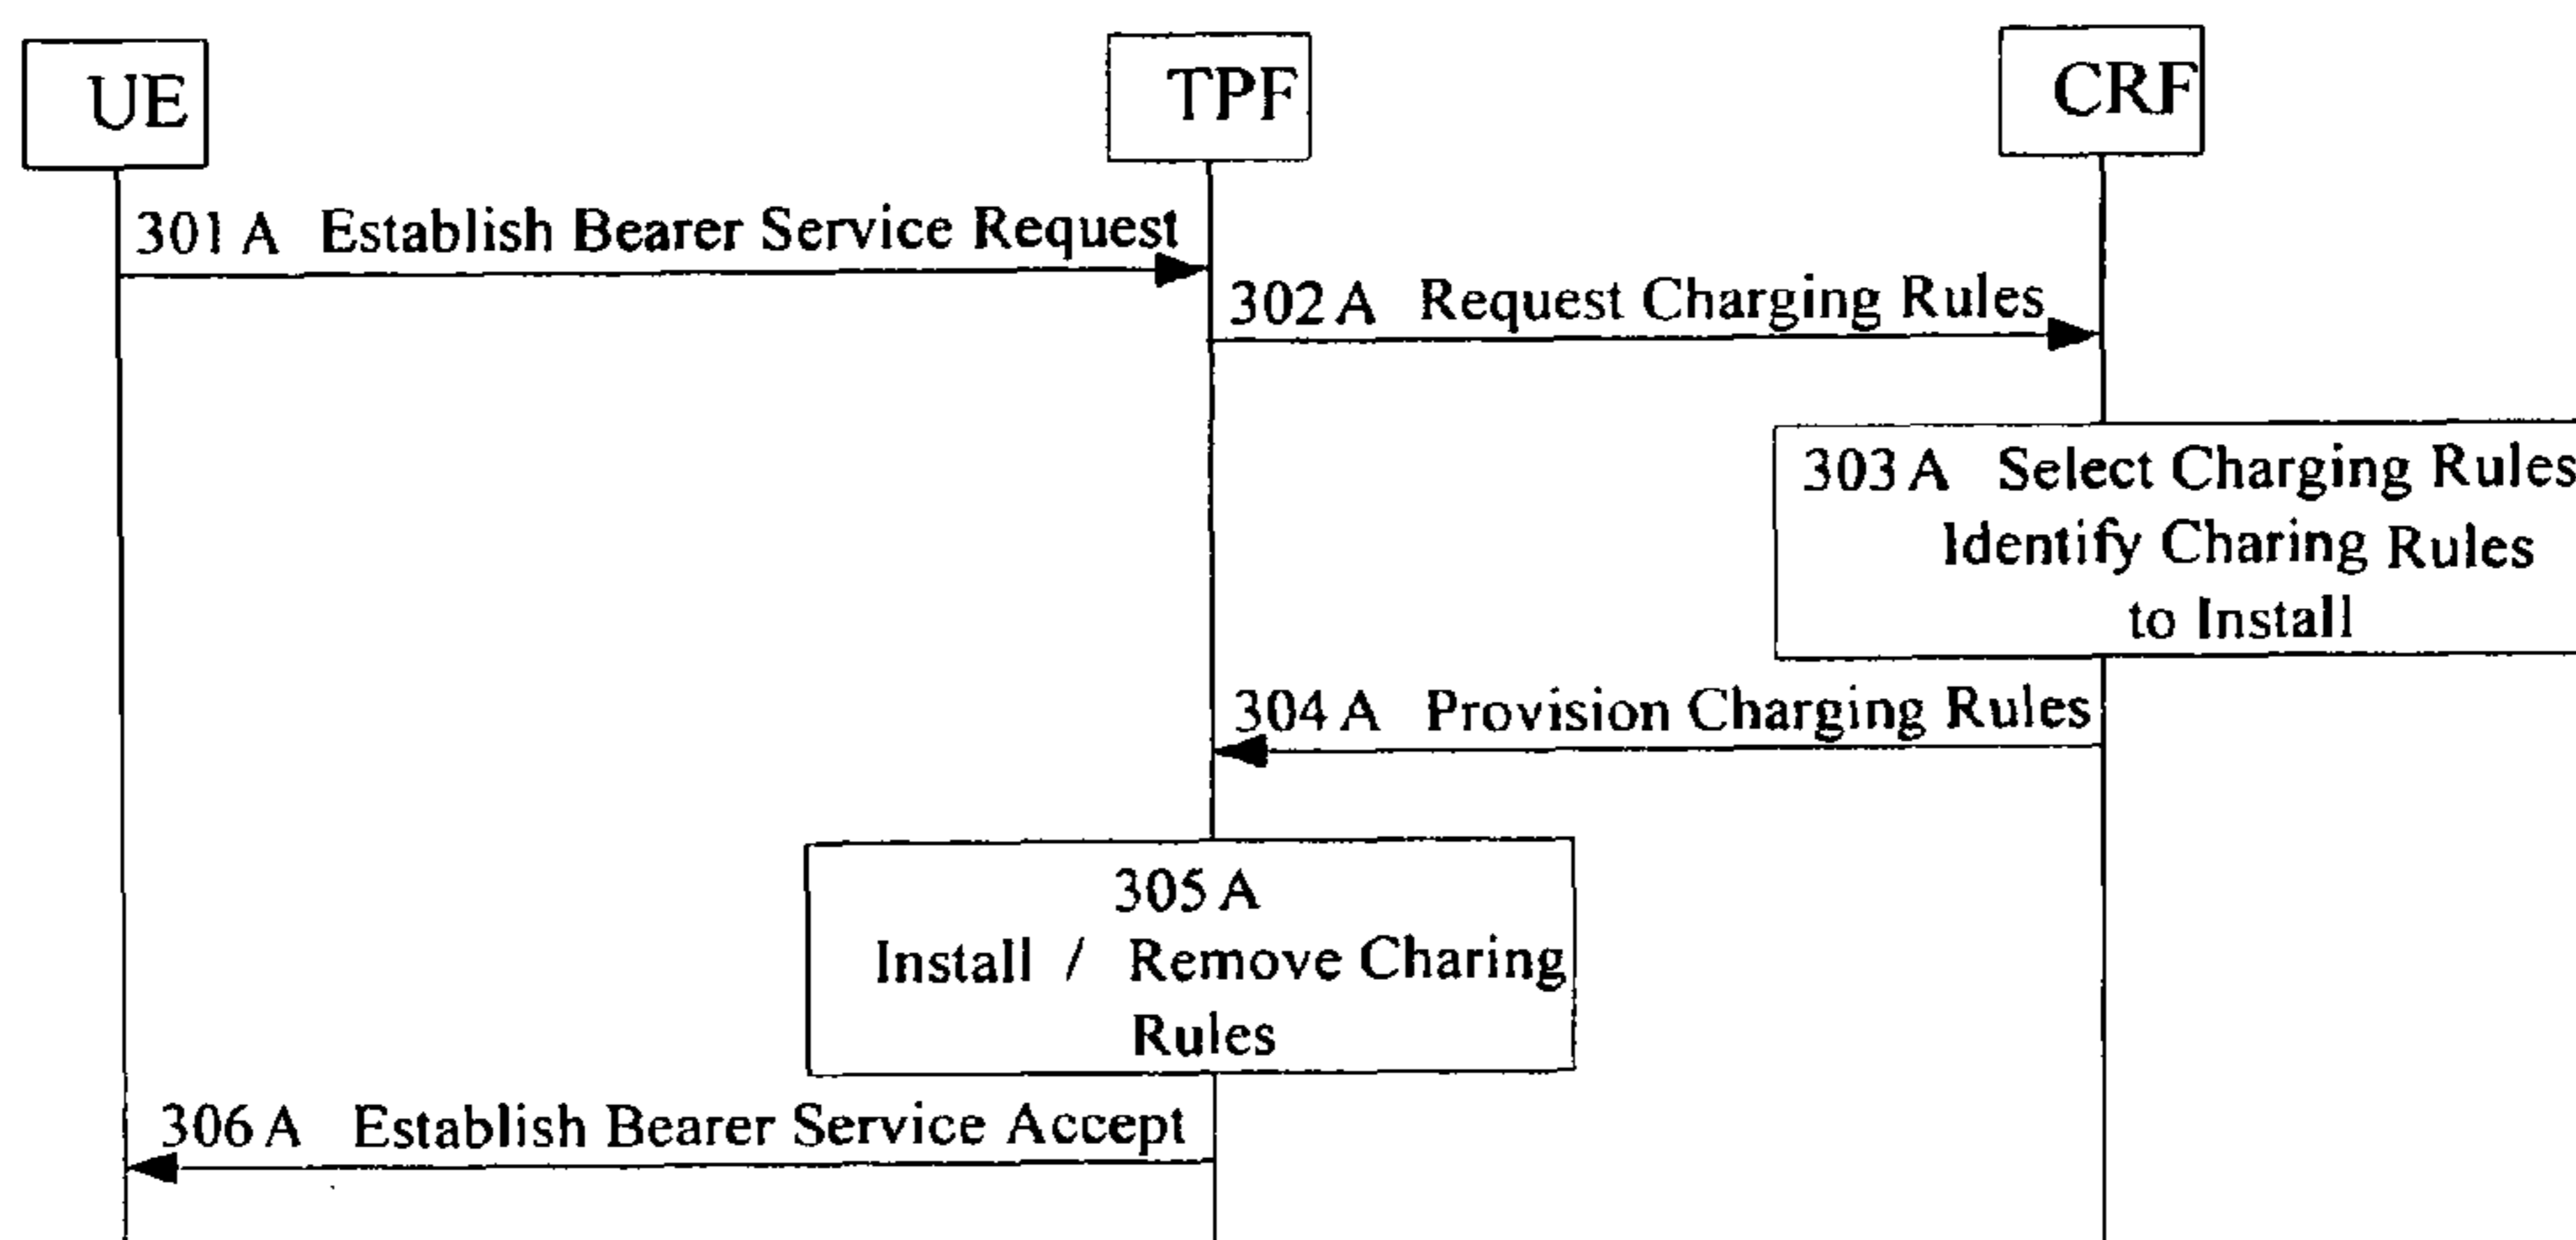 UE
TPF
CRF
301 A Establish Bearer Service Request
302 A Request Charging Rules
303 A Select Charging Rules
Identify Charing Rules
to Install
304 A Provision Charging Rules
305 A
Install / Remove Charing
Rules
306 A Establish Bearer Service Accept